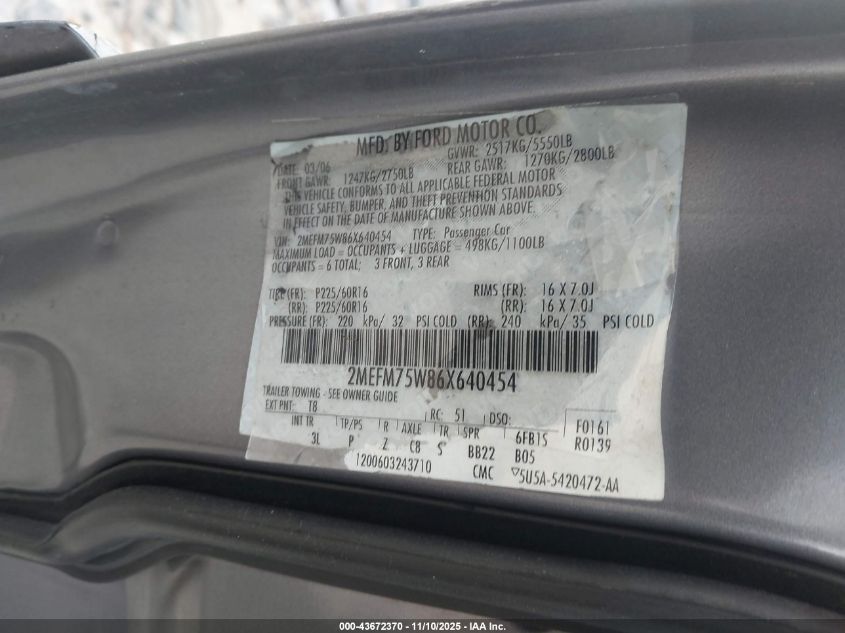 MFD. BY FORD MOTOR CO.
DATE: 03/06 GVWR: 2517KG/5550LB
FRONT GAWR: 1247KG/2750LB REAR GAWR: 1270KG/2800LB
THIS VEHICLE CONFORMS TO ALL APPLICABLE FEDERAL MOTOR
VEHICLE SAFETY, BUMPER, AND THEFT PREVENTION STANDARDS
IN EFFECT ON THE DATE OF MANUFACTURE SHOWN ABOVE.
VIN: 2MEFM75W86X640454 TYPE: Passenger Car
MAXIMUM LOAD = OCCUPANTS + LUGGAGE = 498KG/1100LB
OCCUPANTS = 6 TOTAL; 3 FRONT, 3 REAR
TIRE (FR): P225/60R16 RIMS (FR): 16 X 7.0J
(RR): P225/60R16 (RR): 16 X 7.0J
PRESSURE (FR): 220 kPa/ 32 PSI COLD (RR): 240 kPa/ 35 PSI COLD
2MEFM75W86X640454
TRAILER TOWING - SEE OWNER GUIDE
EXT PNT: T8 RC: 51 DSO: F0161
INT TR TP/PS R AXLE TR SPR 6FB15 R0139
3L P Z C8 S BB22 B05
1200603243710 CMC ▽5U5A-5420472-AA
000-43672370 - 11/10/2025 - IAA Inc.